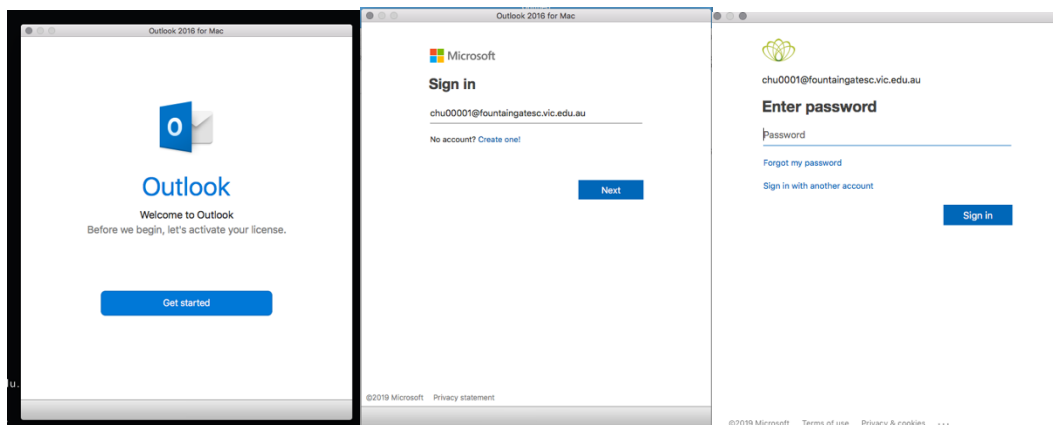 Outlook 2016 for Mac
O
Outlook
Welcome to Outlook
Before we begin, let's activate your license.
Get started
lu.
Outlook 2016 for Mac
Microsoft
Sign in
chu00001@fountaingatesc.vic.edu.au
No account? Create one!
Next
©2019 Microsoft Privacy statement
chu0001@fountaingatesc.vic.edu.au
Enter password
Password
Forgot my password
Sign in with another account
Sign in
©2019 Microsoft Terms of use Privacy & cookies ...